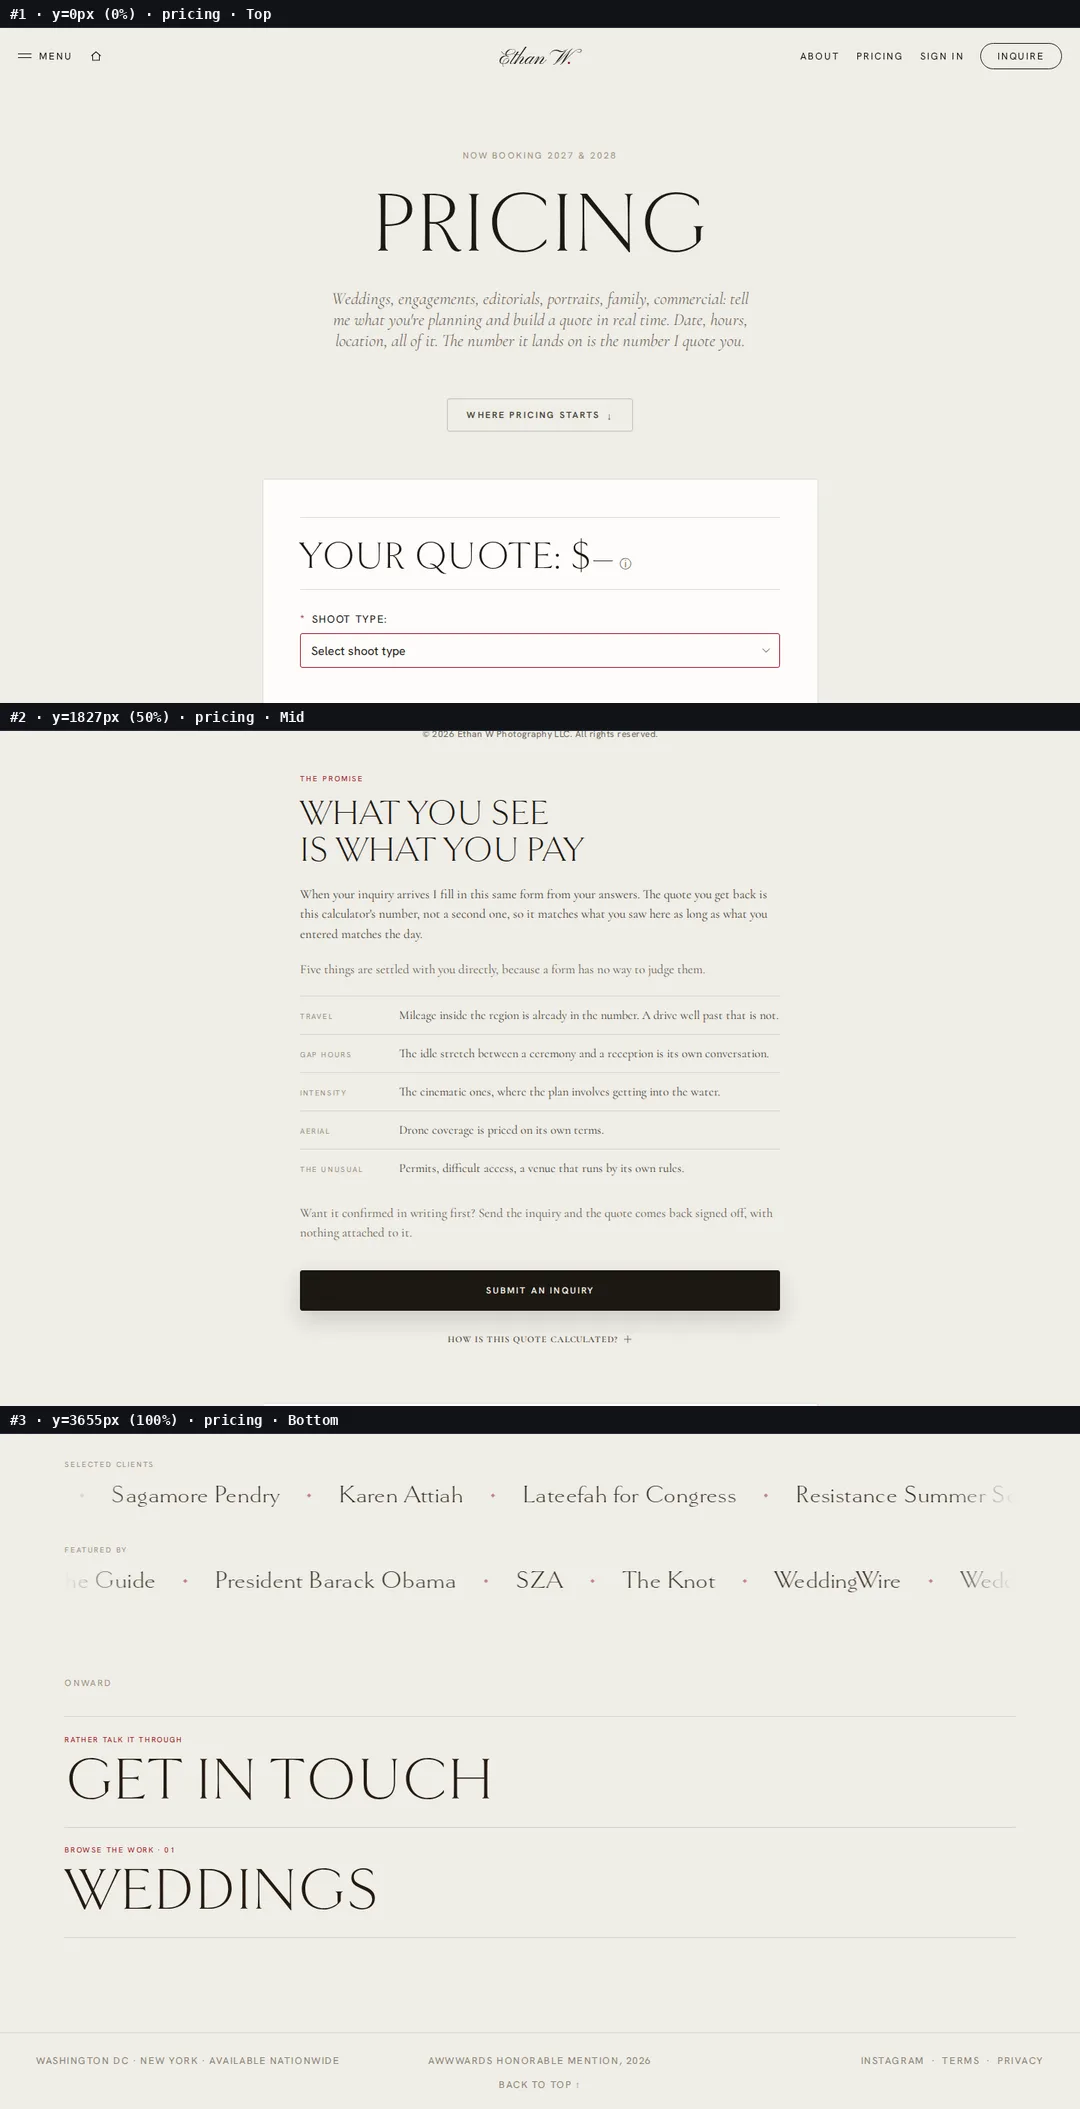 #1 · y=0px (0%) · pricing · Top
MENU
Ethan W.
ABOUT PRICING SIGN IN INQUIRE
NOW BOOKING 2027 & 2028
PRICING
Weddings, engagements, editorials, portraits, family, commercial: tell
me what you're planning and build a quote in real time. Date, hours,
location, all of it. The number it lands on is the number I quote you.
WHERE PRICING STARTS ↓
YOUR QUOTE: $—
* SHOOT TYPE:
Select shoot type
#2 · y=1827px (50%) · pricing · Mid
© 2026 Ethan W Photography LLC. All rights reserved.
THE PROMISE
WHAT YOU SEE
IS WHAT YOU PAY
When your inquiry arrives I fill in this same form from your answers. The quote you get back is
this calculator's number, not a second one, so it matches what you saw here as long as what you
entered matches the day.
Five things are settled with you directly, because a form has no way to judge them.
TRAVEL Mileage inside the region is already in the number. A drive well past that is not.
GAP HOURS The idle stretch between a ceremony and a reception is its own conversation.
INTENSITY The cinematic ones, where the plan involves getting into the water.
AERIAL Drone coverage is priced on its own terms.
THE UNUSUAL Permits, difficult access, a venue that runs by its own rules.
Want it confirmed in writing first? Send the inquiry and the quote comes back signed off, with
nothing attached to it.
SUBMIT AN INQUIRY
HOW IS THIS QUOTE CALCULATED? +
#3 · y=3655px (100%) · pricing · Bottom
SELECTED CLIENTS
Sagamore Pendry • Karen Attiah • Lateefah for Congress • Resistance Summer
FEATURED BY
he Guide • President Barack Obama • SZA • The Knot • WeddingWire • Wedd
ONWARD
RATHER TALK IT THROUGH
GET IN TOUCH
BROWSE THE WORK · 01
WEDDINGS
WASHINGTON DC · NEW YORK · AVAILABLE NATIONWIDE
AWWWARDS HONORABLE MENTION, 2026
INSTAGRAM · TERMS · PRIVACY
BACK TO TOP ↑